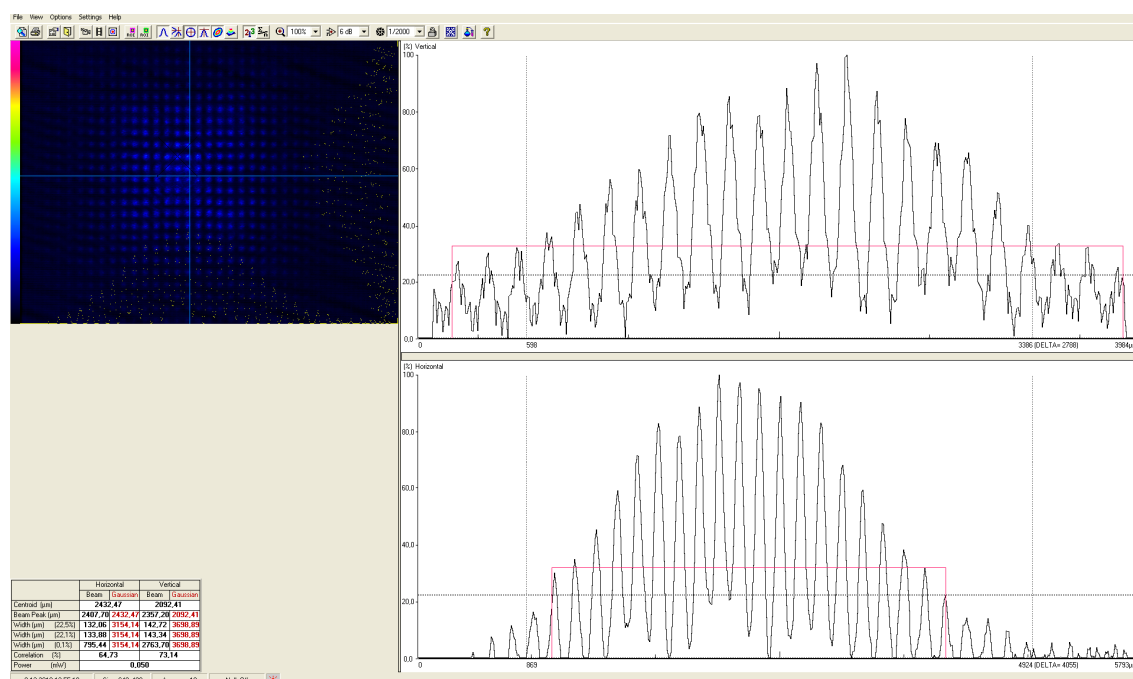 File View Options Settings Help
100% 6 dB 1/2000
(%) Vertical
100
80,0
60,0
40,0
20,0
0,0
0 598 3386 (DELTA= 2788) 3984µ
(%) Horizontal
100
80,0
60,0
40,0
20,0
0,0
0 869 4924 (DELTA= 4055) 5793µ
Horizontal Vertical
Beam Gaussian Beam Gaussian
Centroid (µm) 2432,47 2092,41
Beam Peak (µm) 2407,70 2432,47 2357,20 2092,41
Width (µm) (22,5%) 132,06 3154,14 142,72 3698,89
Width (µm) (22,1%) 133,88 3154,14 143,34 3698,89
Width (µm) (0,1%) 795,44 3154,14 2763,70 3698,89
Correlation (%) 64,73 73,14
Power (mW) 0,050